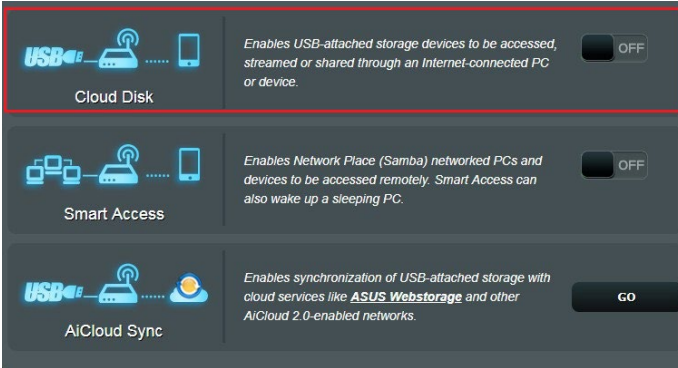 USB
Cloud Disk
Enables USB-attached storage devices to be accessed,
streamed or shared through an Internet-connected PC
or device.
OFF
Smart Access
Enables Network Place (Samba) networked PCs and
devices to be accessed remotely. Smart Access can
also wake up a sleeping PC.
OFF
USB
AiCloud Sync
Enables synchronization of USB-attached storage with
cloud services like ASUS Webstorage and other
AiCloud 2.0-enabled networks.
GO